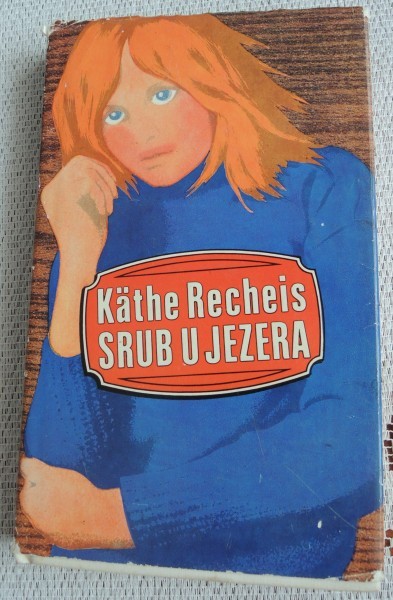 Käthe Recheis
SRUB U JEZERA